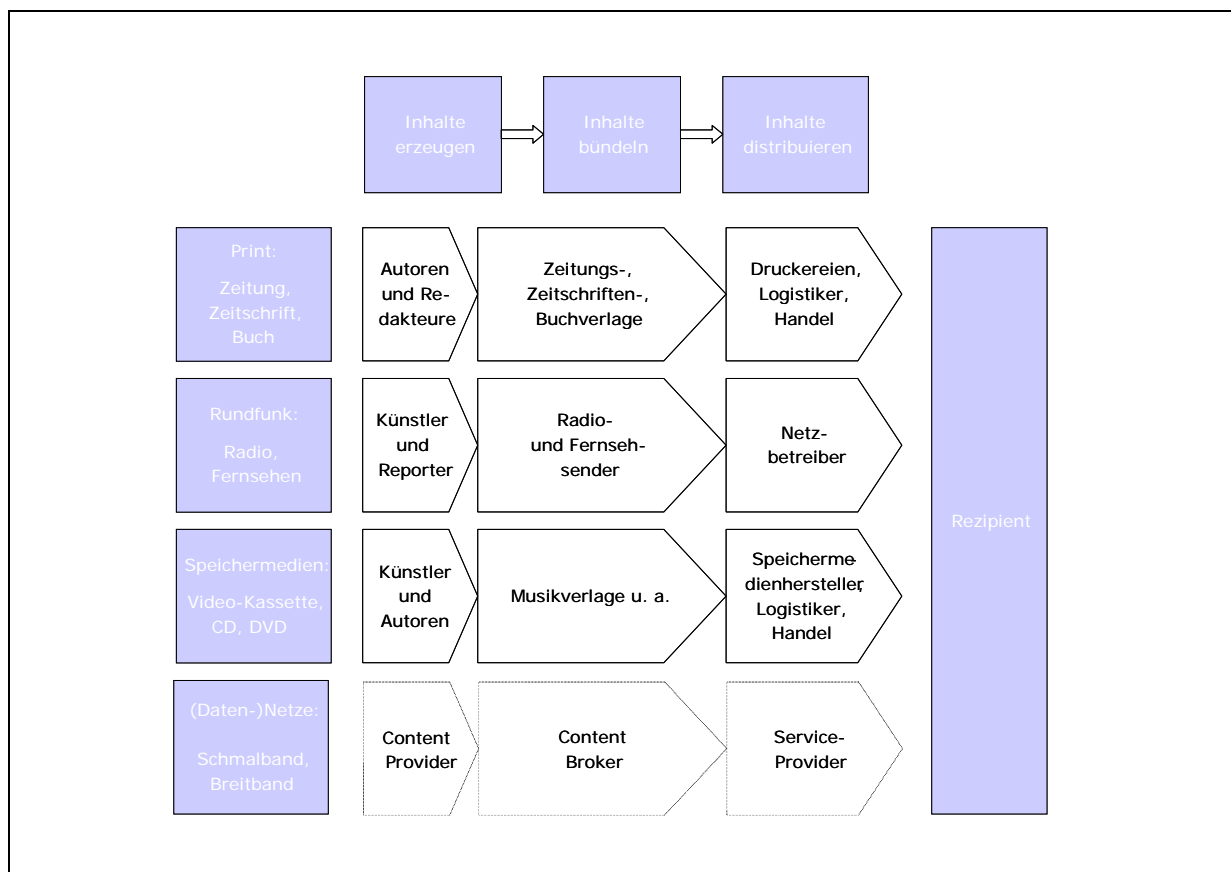 Inhalte
erzeugen
Inhalte
bündeln
Inhalte
distribuieren
Print:
Zeitung,
Zeitschrift,
Buch
Autoren
und Re-
dakteure
Zeitungs-,
Zeitschriften-,
Buchverlage
Druckereien,
Logistiker,
Handel
Rundfunk:
Radio,
Fernsehen
Künstler
und
Reporter
Radio-
und Fernseh-
sender
Netz-
betreiber
Speichermedien:
Video-Kassette,
CD, DVD
Künstler
und
Autoren
Musikverlage u. a.
Speicherme-
dienhersteller,
Logistiker,
Handel
(Daten-)Netze:
Schmalband,
Breitband
Content
Provider
Content
Broker
Service-
Provider
Rezipient